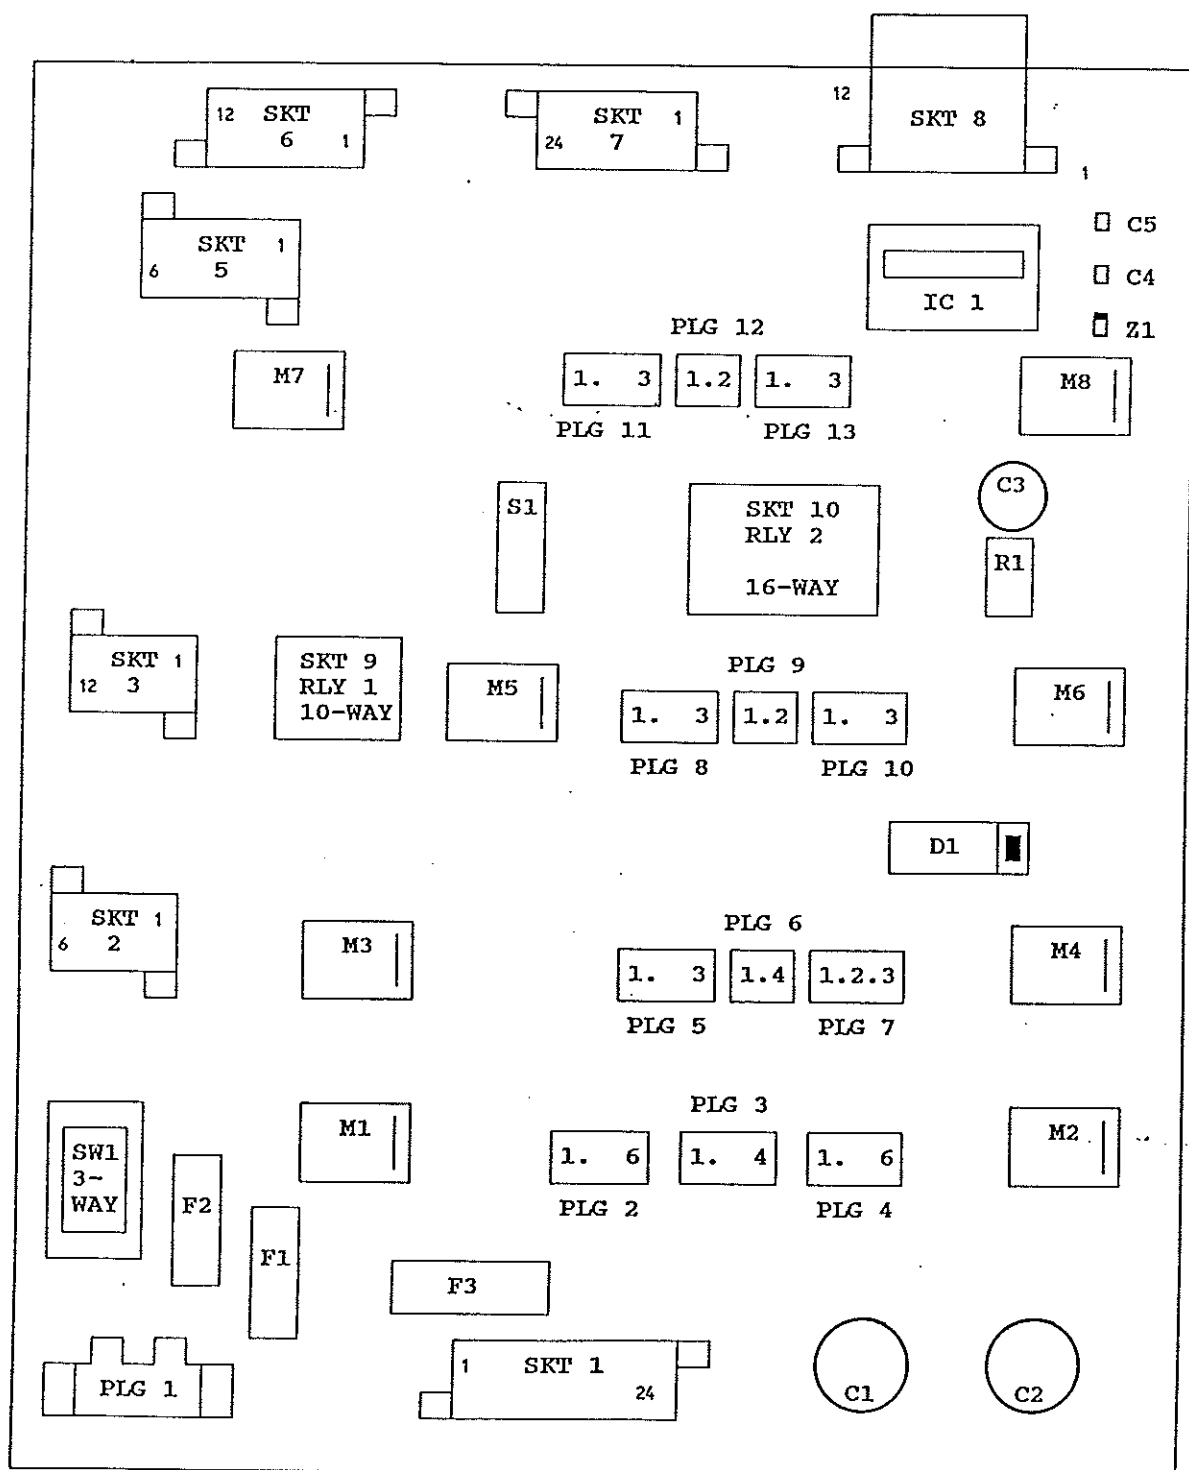 12 SKT
6 1
SKT 1
24 7
12
SKT 8
1
SKT 1
6 5
C5
C4
IC 1
Z1
PLG 12
M7
1. 3
1.2
1. 3
M8
PLG 11
PLG 13
C3
S1
SKT 10
RLY 2
16-WAY
R1
SKT 1
12 3
SKT 9
RLY 1
10-WAY
M5
PLG 9
1. 3
1.2
1. 3
M6
PLG 8
PLG 10
D1
SKT 1
6 2
M3
PLG 6
1. 3
1.4
1.2.3
M4
PLG 5
PLG 7
SW1
3~
WAY
M1
PLG 3
1. 6
1. 4
1. 6
M2
PLG 2
PLG 4
F2
F1
F3
PLG 1
1 SKT 1
24
C1
C2